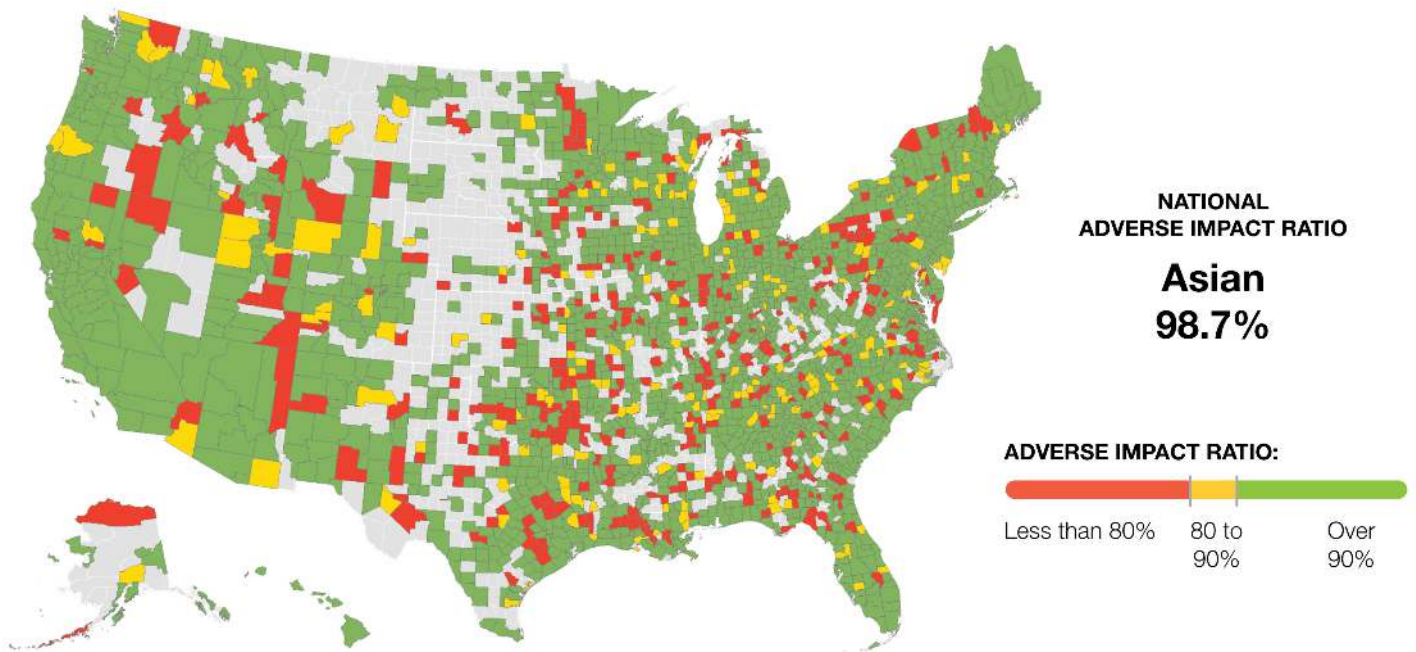 NATIONAL
ADVERSE IMPACT RATIO
Asian
98.7%
ADVERSE IMPACT RATIO:
Less than 80%
80 to
90%
Over
90%